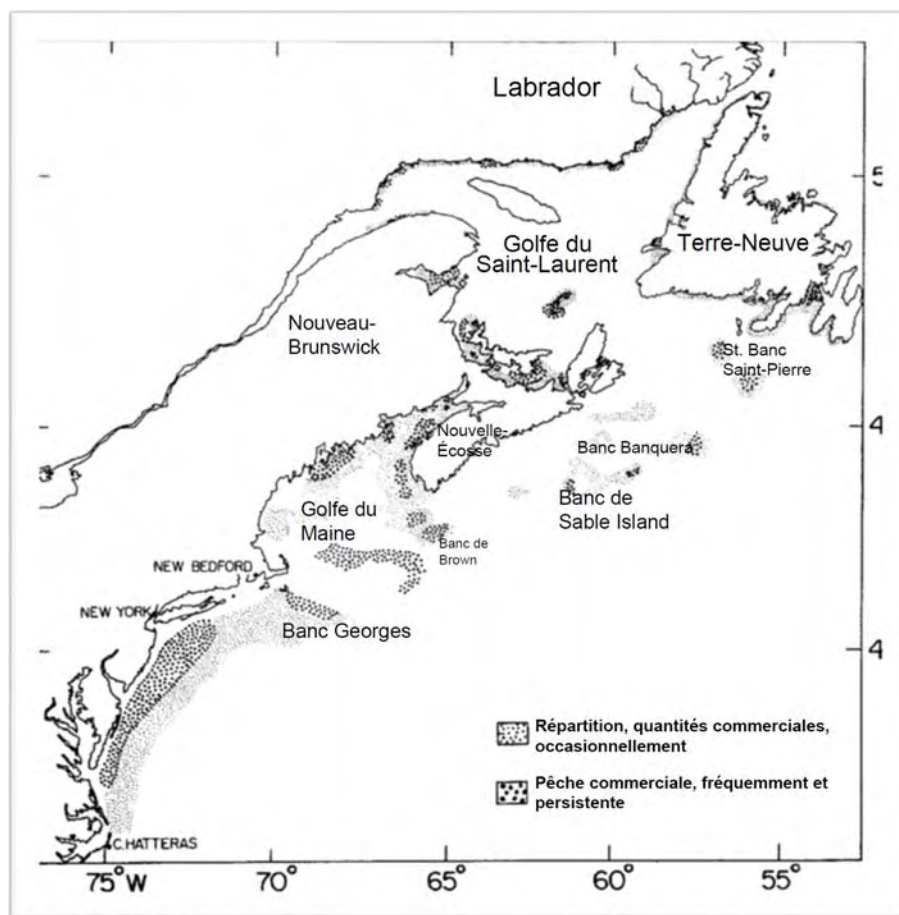 Labrador
5
Golfe du
Saint-Laurent
Terre-Neuve
Nouveau-
Brunswick
St. Banc
Saint-Pierre
4
Nouvelle-
Écosse
Banc Banquera
Banc de
Sable Island
Golfe du
Maine
Banc de
Brown
NEW BEDFORD
NEW YORK
Banc Georges
4
Répartition, quantités commerciales,
occasionnellement
Pêche commerciale, fréquemment et
persistente
C.HATTERAS
75° W
70°
65°
60°
55°